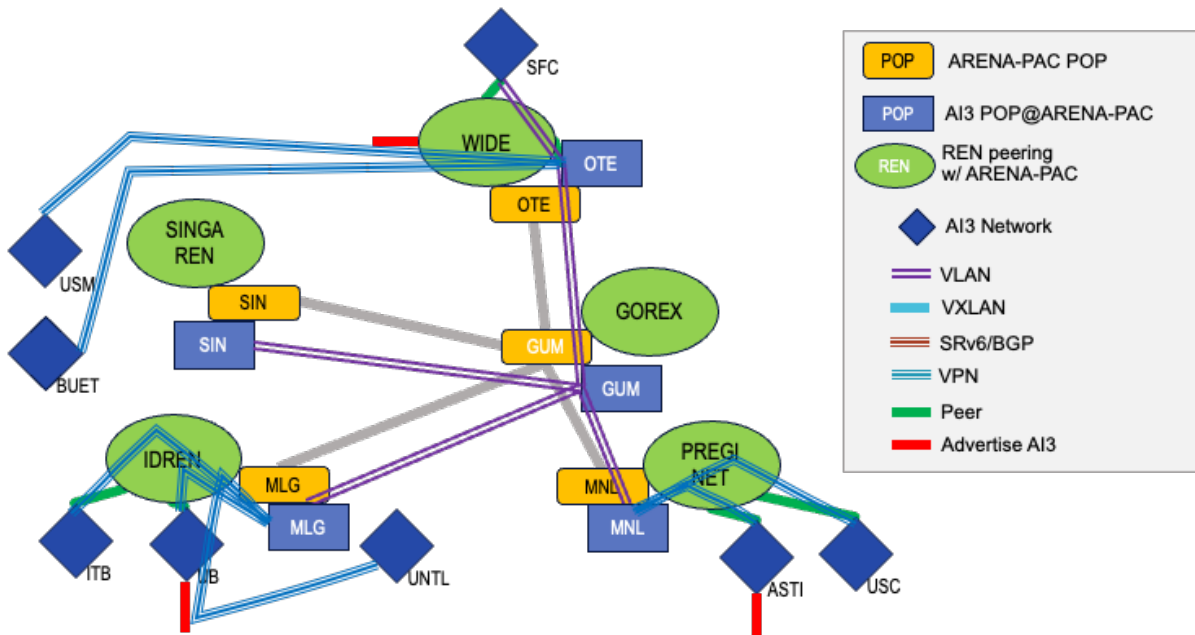 SFC
WIDE
OTE
OTE
USM
SINGA
REN
SIN
SIN
BUET
GOREX
GUM
GUM
IDREN
MLG
MLG
ITB
UNTL
PREGI
NET
MNL
MNL
ASTI
USC
POP
ARENA-PAC POP
POP
AI3 POP@ARENA-PAC
REN
REN peering
w/ ARENA-PAC
AI3 Network
VLAN
VXLAN
SRv6/BGP
VPN
Peer
Advertise AI3